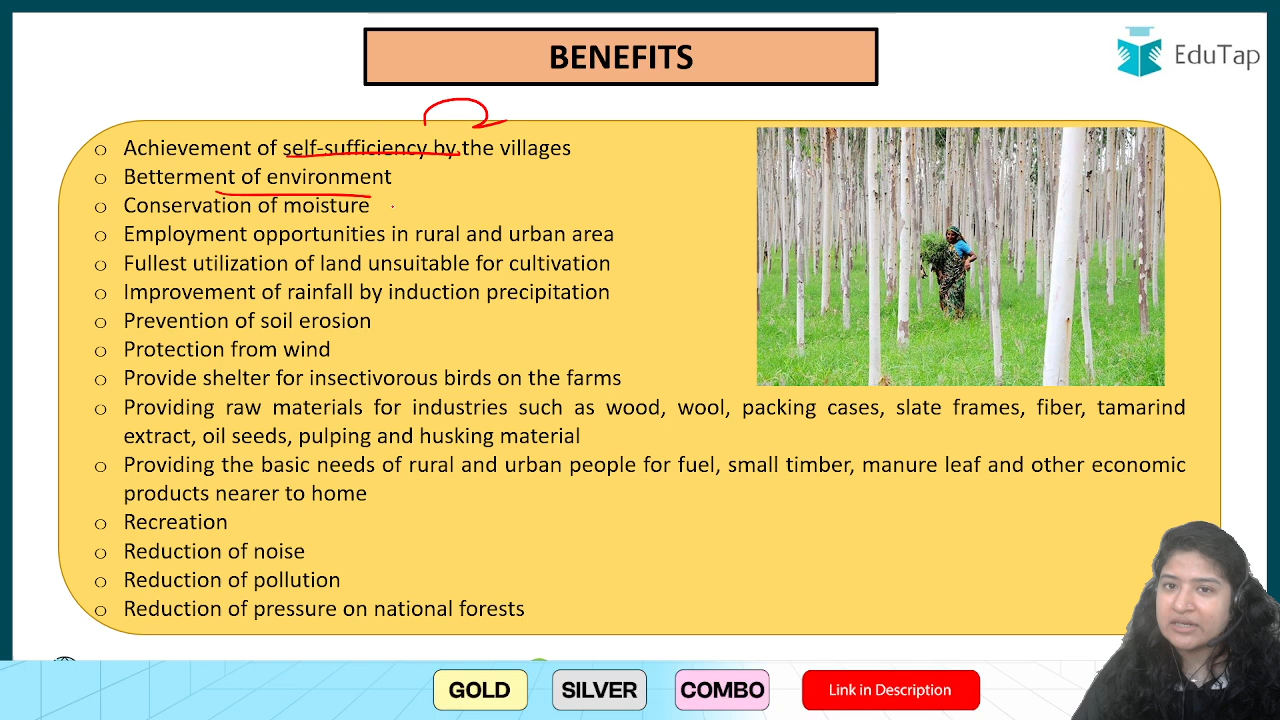 BENEFITS
EduTap
o Achievement of self-sufficiency by the villages
o Betterment of environment
o Conservation of moisture
o Employment opportunities in rural and urban area
o Fullest utilization of land unsuitable for cultivation
o Improvement of rainfall by induction precipitation
o Prevention of soil erosion
o Protection from wind
o Provide shelter for insectivorous birds on the farms
o Providing raw materials for industries such as wood, wool, packing cases, slate frames, fiber, tamarind
extract, oil seeds, pulping and husking material
o Providing the basic needs of rural and urban people for fuel, small timber, manure leaf and other economic
products nearer to home
o Recreation
o Reduction of noise
o Reduction of pollution
o Reduction of pressure on national forests
GOLD
SILVER
COMBO
Link in Description